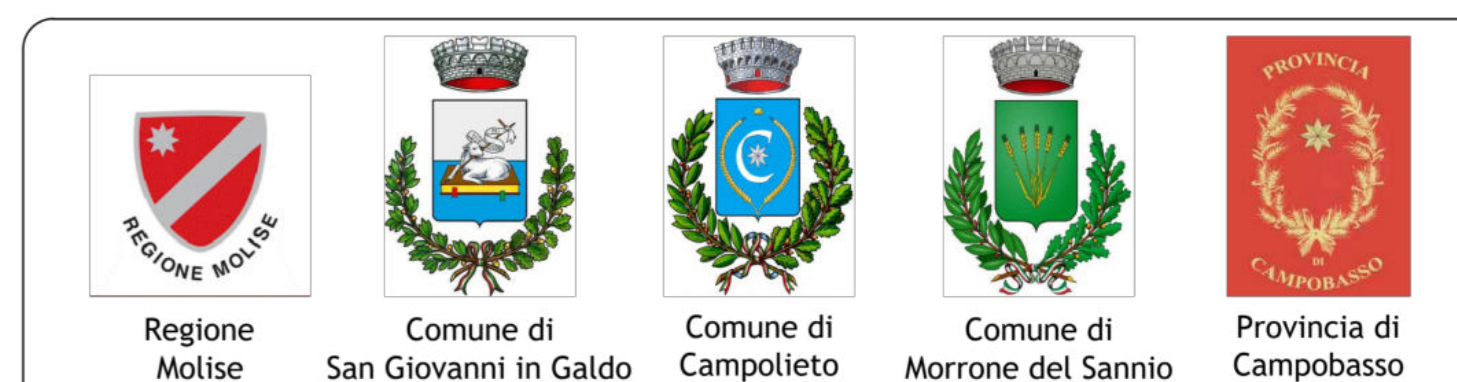 REGIONE MOLISE
C
PROVINCIA
DI
CAMPOBASSO
Regione
Molise
Comune di
San Giovanni in Galdo
Comune di
Campolieto
Comune di
Morrone del Sannio
Provincia di
Campobasso